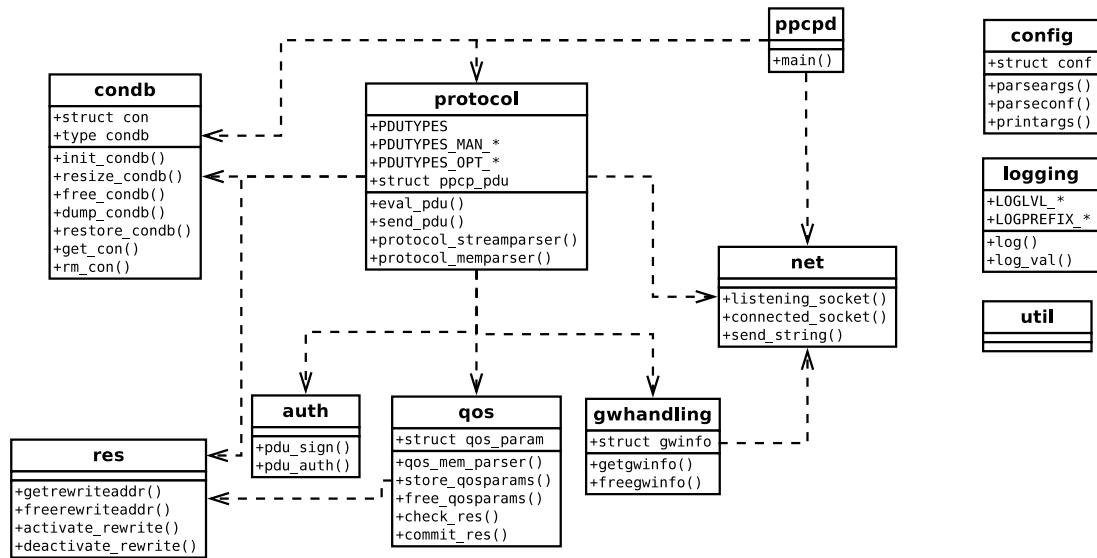 ppcpd
+main()
config
+struct conf
+parseargs()
+parseconf()
+printargs()
condb
+struct con
+type condb
+init_condb()
+resize_condb()
+free_condb()
+dump_condb()
+restore_condb()
+get_con()
+rm_con()
protocol
+PDUTYPES
+PDUTYPES_MAN_*
+PDUTYPES_OPT_*
+struct ppcp_pdu
+eval_pdu()
+send_pdu()
+protocol_streamparser()
+protocol_memparser()
logging
+LOGLVL_*
+LOGPREFIX_*
+log()
+log_val()
net
+listening_socket()
+connected_socket()
+send_string()
util
auth
+pdu_sign()
+pdu_auth()
qos
+struct qos_param
+qos_mem_parser()
+store_qosparams()
+free_qosparams()
+check_res()
+commit_res()
gwhandling
+struct gwinfo
+getgwinfo()
+freegwinfo()
res
+getrewriteaddr()
+freerewriteaddr()
+activate_rewrite()
+deactivate_rewrite()